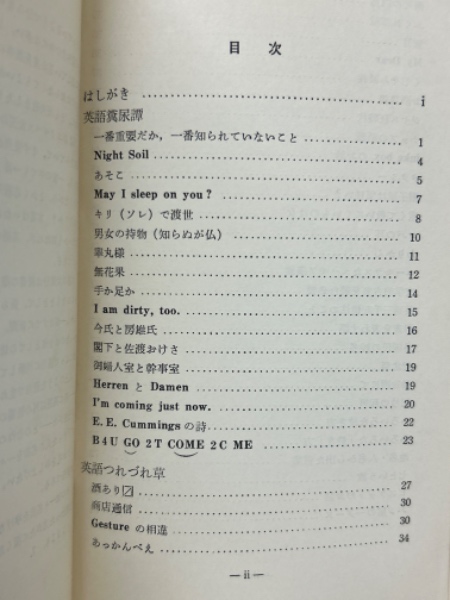 目次
はしがき …… i
英語糞尿譚
一番重要だか，一番知られていないこと …… 1
Night Soil …… 4
あそこ …… 5
May I sleep on you? …… 7
キリ（ソレ）で渡世 …… 8
男女の持物（知らぬが仏） …… 10
睾丸様 …… 11
無花果 …… 12
手か足か …… 14
I am dirty, too. …… 15
今氏と房雄氏 …… 16
閣下と佐渡おけさ …… 17
御婦人室と幹事室 …… 19
Herren と Damen …… 19
I'm coming just now. …… 20
E. E. Cummings の詩 …… 22
B 4 U GO 2 T COME 2 C ME …… 23
英語つれづれ草
酒あり〼 …… 27
商店通信 …… 30
Gesture の相違 …… 30
あっかんべえ …… 34
— ii —